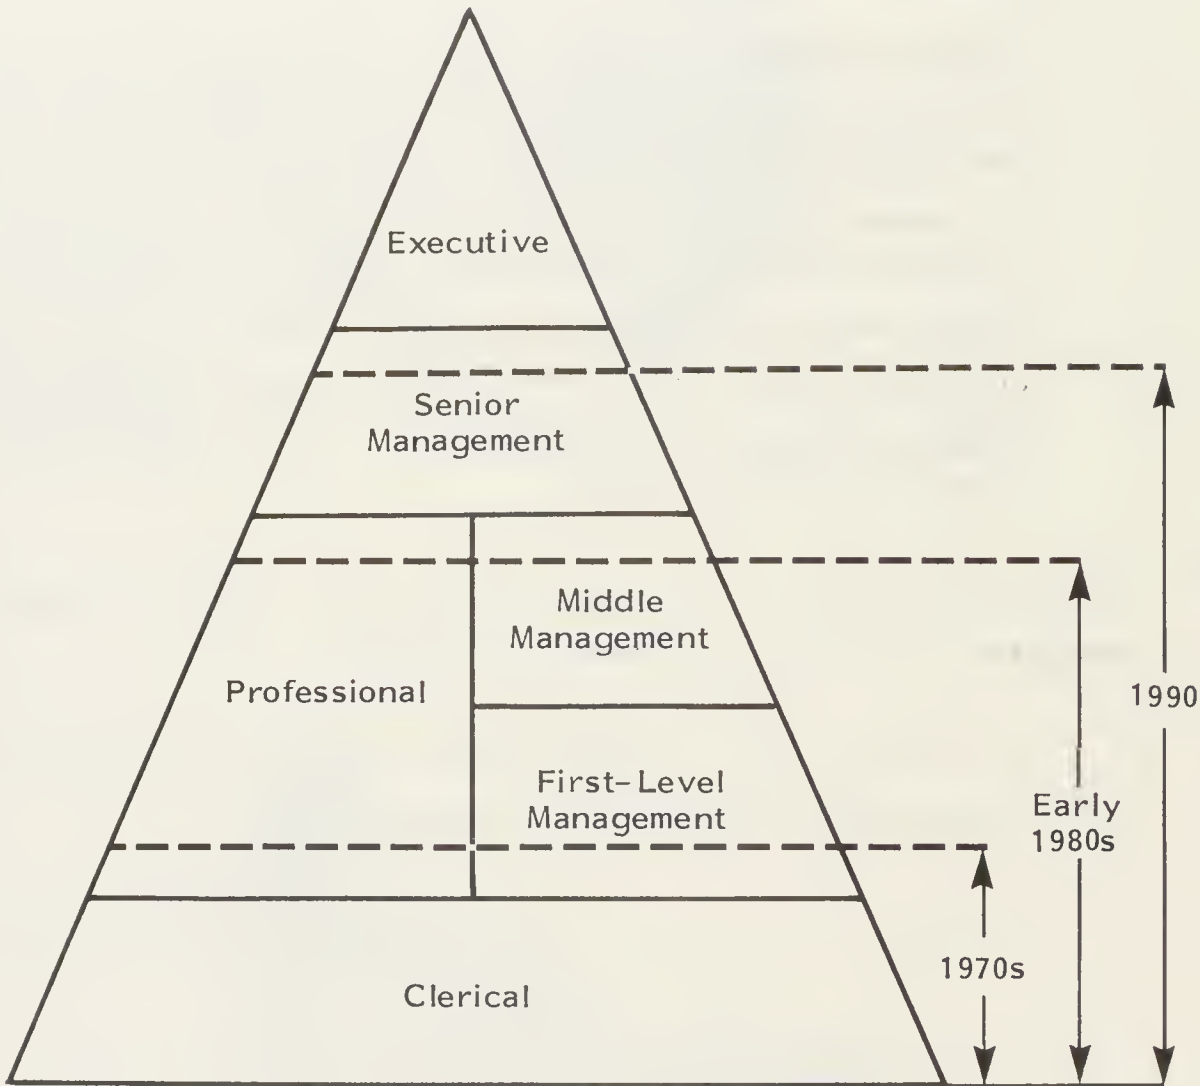 Executive
Senior
Management
Middle
Management
Professional
1990
First-Level
Management
Early
1980s
1970s
Clerical